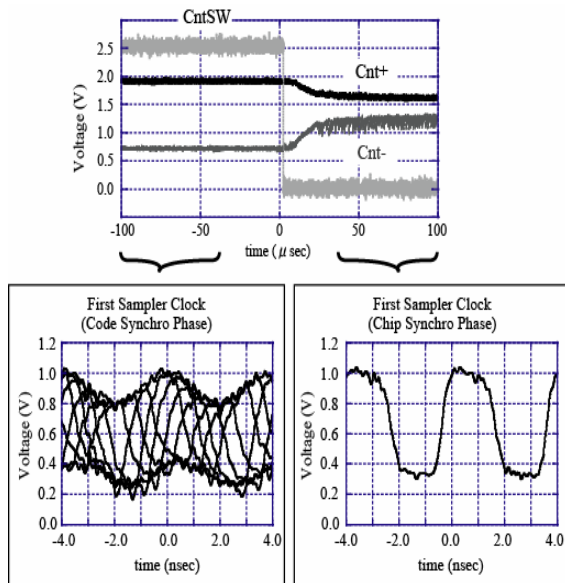 CntSW
2.5
2.0
1.5
1.0
0.5
0.0
Voltage (V)
Cnt+
Cnt-
-100
-50
0
50
100
time ( μ sec)
First Sampler Clock
(Code Synchro Phase)
1.2
1.0
0.8
0.6
0.4
0.2
0.0
Voltage (V)
-4.0
-2.0
0.0
2.0
4.0
time (nsec)
First Sampler Clock
(Chip Synchro Phase)
1.2
1.0
0.8
0.6
0.4
0.2
0.0
Voltage (V)
-4.0
-2.0
0.0
2.0
4.0
time (nsec)